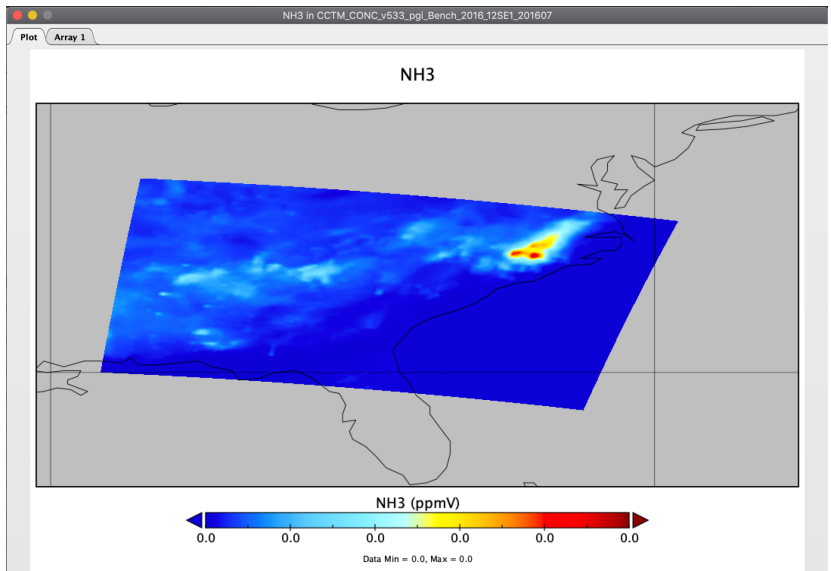 NH3 in CCTM_CONC_v533_pgi_Bench_2016_12SE1_201607
Plot Array 1
NH3
NH3 (ppmV)
0.0 0.0 0.0 0.0 0.0 0.0
Data Min = 0.0, Max = 0.0